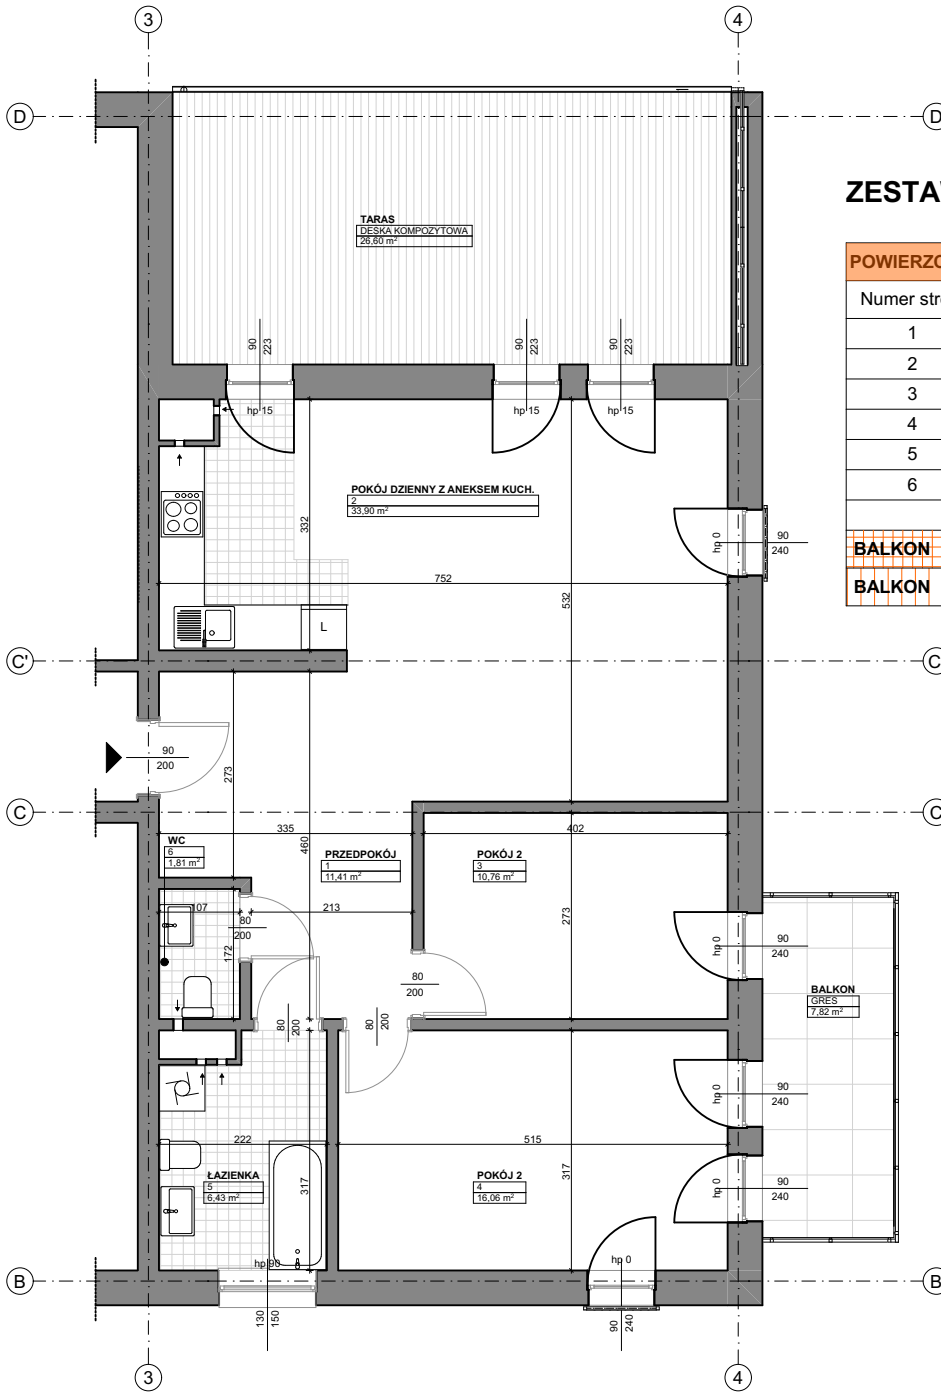 3
4
D
D
ZESTA
TARAS
DESKA KOMPOZYTOWA
26,60 m²
POWIERZC
Numer str
1
2
3
4
5
6
BALKON
BALKON
90
223
90
223
90
223
hp 15
hp 15
hp 15
POKÓJ DZIENNY Z ANEKSEM KUCH.
2
33,90 m²
332
hp 0
90
240
752
532
L
C'
C
90
200
273
C
C
335
460
402
WC
6
1,81 m²
PRZEDPOKÓJ
1
11,41 m²
POKÓJ 2
3
10,76 m²
107
213
80
200
172
273
hp 0
90
240
80
200
BALKON
GRES
7,82 m²
80
200
80
200
hp 0
90
240
222
515
ŁAZIENKA
5
6,43 m²
317
POKÓJ 2
4
16,06 m²
317
hp 0
90
240
hp 90
hp 0
B
B
130
150
90
240
3
4